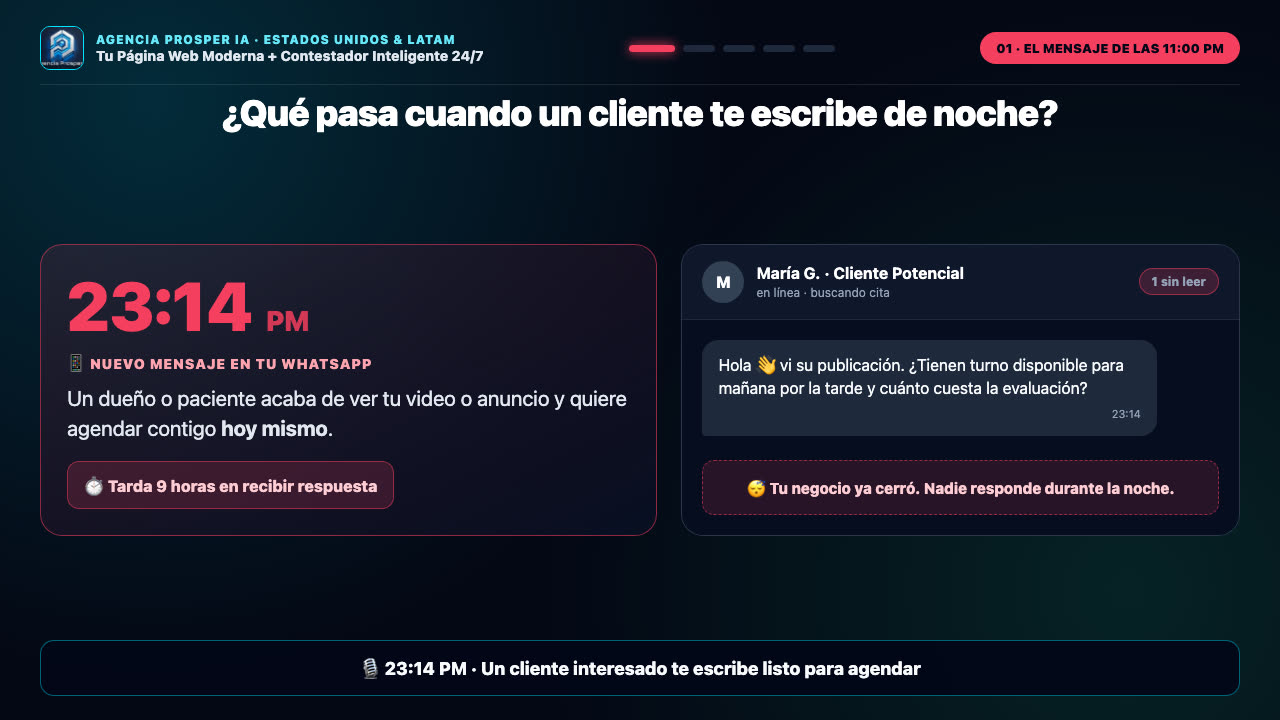 AGENCIA PROSPER IA · ESTADOS UNIDOS & LATAM
Tu Página Web Moderna + Contestador Inteligente 24/7
01 · EL MENSAJE DE LAS 11:00 PM
¿Qué pasa cuando un cliente te escribe de noche?
23:14 PM
📱 NUEVO MENSAJE EN TU WHATSAPP
Un dueño o paciente acaba de ver tu video o anuncio y quiere
agendar contigo hoy mismo.
⏱️ Tarda 9 horas en recibir respuesta
M
María G. · Cliente Potencial
en línea · buscando cita
1 sin leer
Hola 👋 vi su publicación. ¿Tienen turno disponible para
mañana por la tarde y cuánto cuesta la evaluación?
23:14
😴 Tu negocio ya cerró. Nadie responde durante la noche.
🎙️ 23:14 PM · Un cliente interesado te escribe listo para agendar